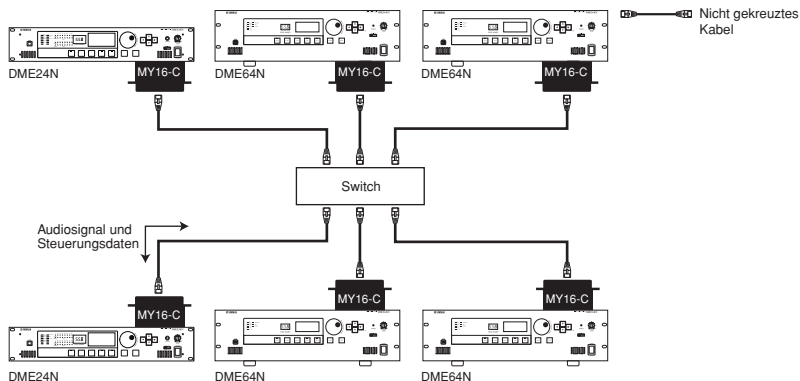 Nicht gekreuztes
Kabel
MY16-C
MY16-C
MY16-C
DME24N
DME64N
DME64N
Switch
Audiosignal und
Steuerungsdaten
MY16-C
MY16-C
MY16-C
DME24N
DME64N
DME64N